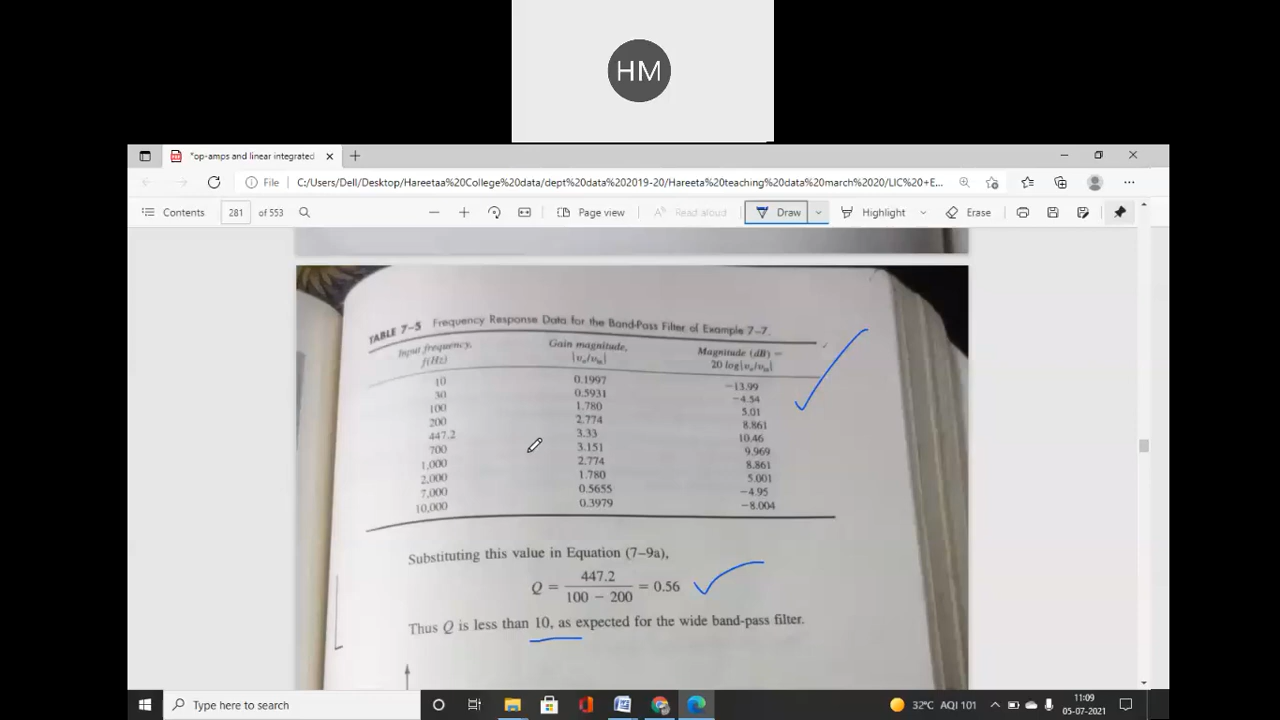 HM
*op-amps and linear integrated
File C:/Users/Dell/Desktop/Hareetaa%20College%20data/dept%20data%202019-20/Hareeta%20teaching%20data%20march%2020/LIC%20+E...
Contents 281 of 553 Page view Read aloud Draw Highlight Erase
TABLE 7-5 Frequency Response Data for the Band-Pass Filter of Example 7-7.
Input frequency, Gain magnitude, Magnitude (dB) =
f(Hz) |vo/vin| 20 log|vo/vin|
10 0.1997 -13.99
30 0.5931 -4.54
100 1.780 5.01
200 2.774 8.861
447.2 3.33 10.46
700 3.151 9.969
1,000 2.774 8.861
2,000 1.780 5.001
7,000 0.5655 -4.95
10,000 0.3979 -8.004
Substituting this value in Equation (7-9a),
Q = 447.2 / 100 − 200 = 0.56
Thus Q is less than 10, as expected for the wide band-pass filter.
Type here to search
32°C AQI 101
11:09
05-07-2021